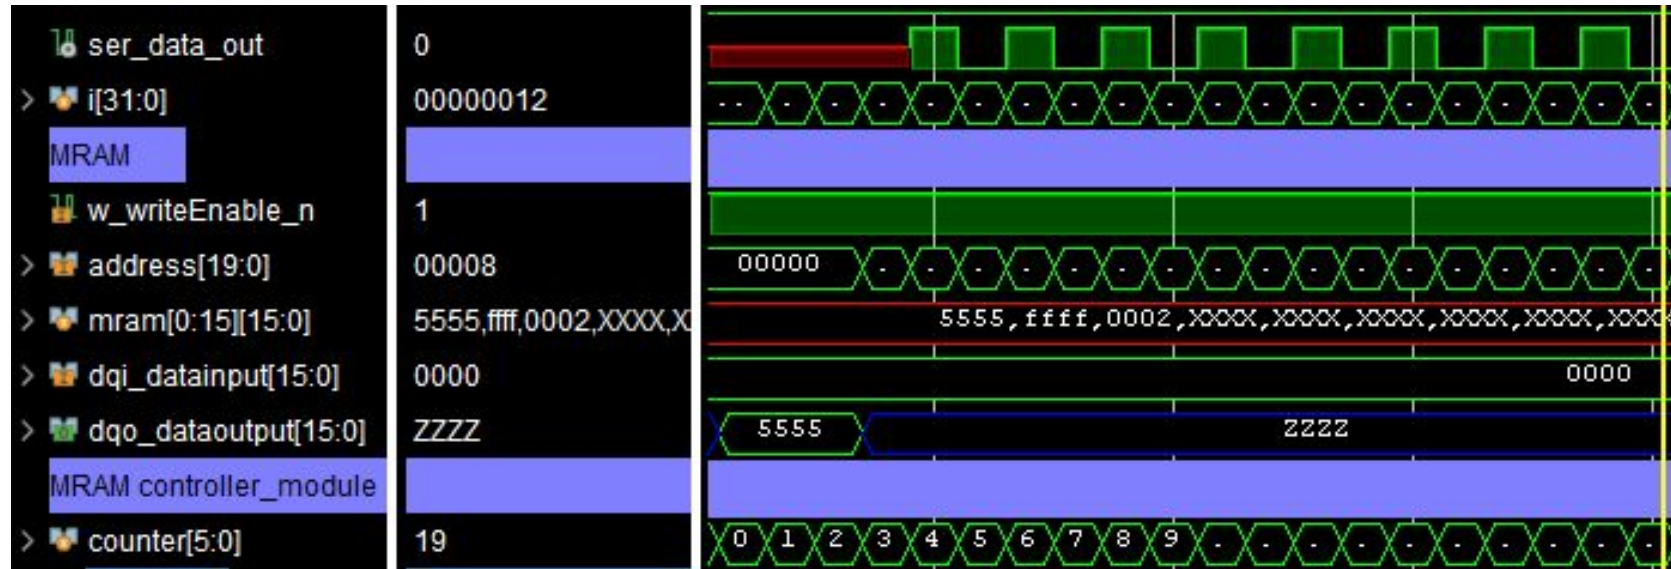 ser_data_out 0
i[31:0] 00000012
MRAM
w_writeEnable_n 1
address[19:0] 00008 00000
mram[0:15][15:0] 5555,ffff,0002,XXXX,X 5555,ffff,0002,XXXX,XXXX,XXXX,XXXX,XXXX,XXX
dqi_datainput[15:0] 0000 0000
dqo_dataoutput[15:0] ZZZZ 5555 ZZZZ
MRAM controller_module
counter[5:0] 19 0 1 2 3 4 5 6 7 8 9